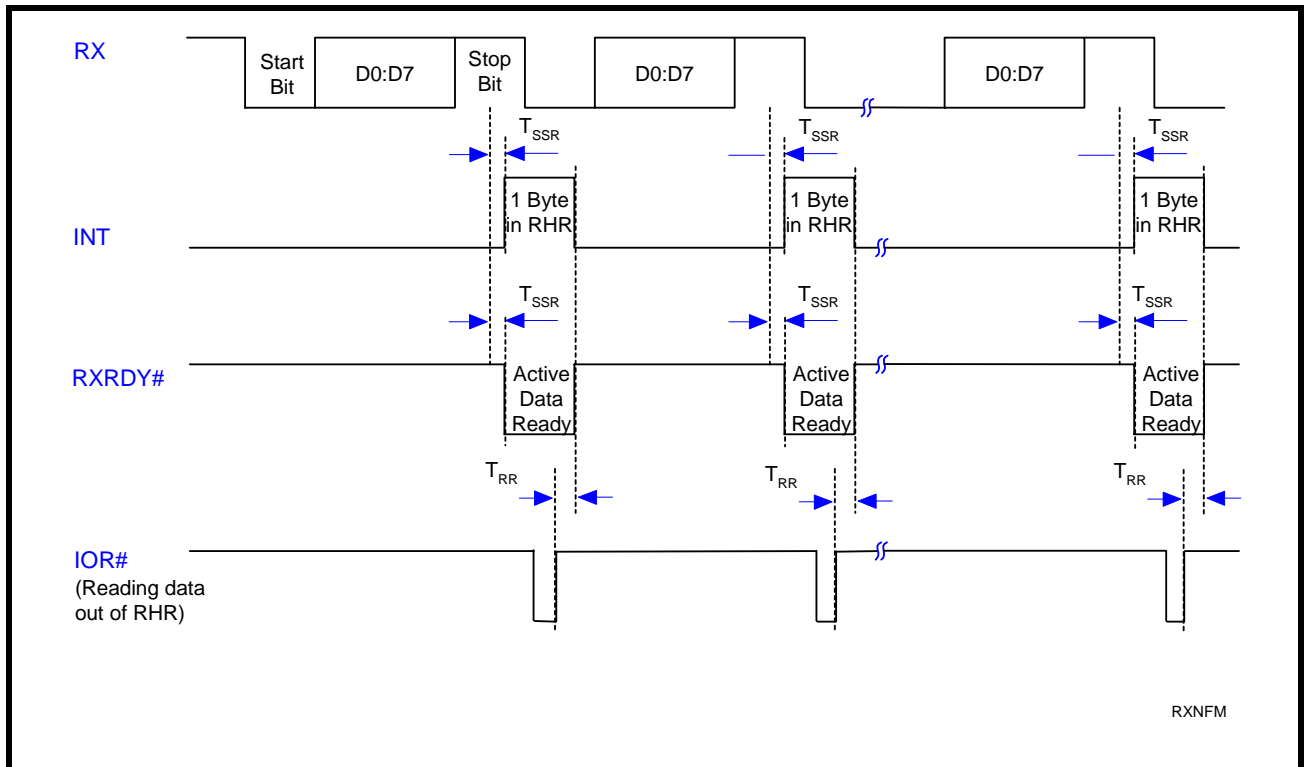 RX
Start
Bit
D0:D7
Stop
Bit
D0:D7
D0:D7
TSSR
TSSR
TSSR
INT
1 Byte
in RHR
1 Byte
in RHR
1 Byte
in RHR
TSSR
TSSR
TSSR
RXRDY#
Active
Data
Ready
Active
Data
Ready
Active
Data
Ready
TRR
TRR
TRR
IOR#
(Reading data
out of RHR)
RXNFM